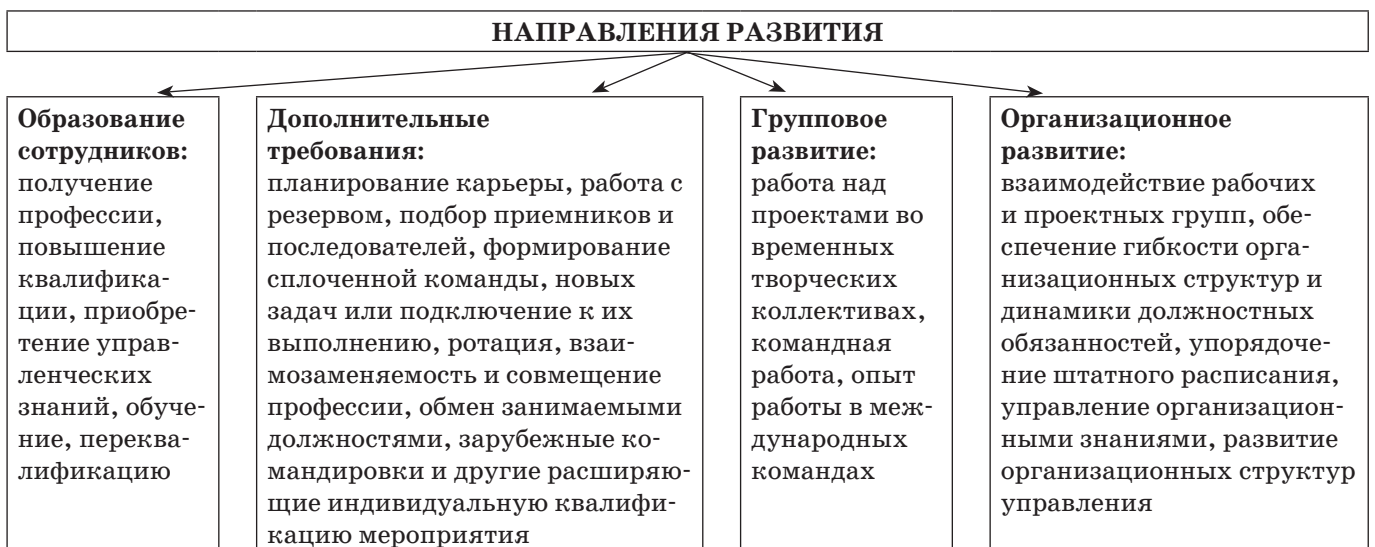 НАПРАВЛЕНИЯ РАЗВИТИЯ
Образование
сотрудников:
получение
профессии,
повышение
квалифика-
ции, приобре-
тение управ-
ленческих
знаний, обуче-
ние, переква-
лификацию
Дополнительные
требования:
планирование карьеры, работа с
резервом, подбор приемников и
последователей, формирование
сплоченной команды, новых
задач или подключение к их
выполнению, ротация, взаи-
мозаменяемость и совмещение
профессии, обмен занимаемыми
должностями, зарубежные ко-
мандировки и другие расширяю-
щие индивидуальную квалифи-
кацию мероприятия
Групповое
развитие:
работа над
проектами во
временных
творческих
коллективах,
командная
работа, опыт
работы в меж-
дународных
командах
Организационное
развитие:
взаимодействие рабочих
и проектных групп, обе-
спечение гибкости орга-
низационных структур и
динамики должностных
обязанностей, упорядоче-
ние штатного расписания,
управление организацион-
ными знаниями, развитие
организационных структур
управления